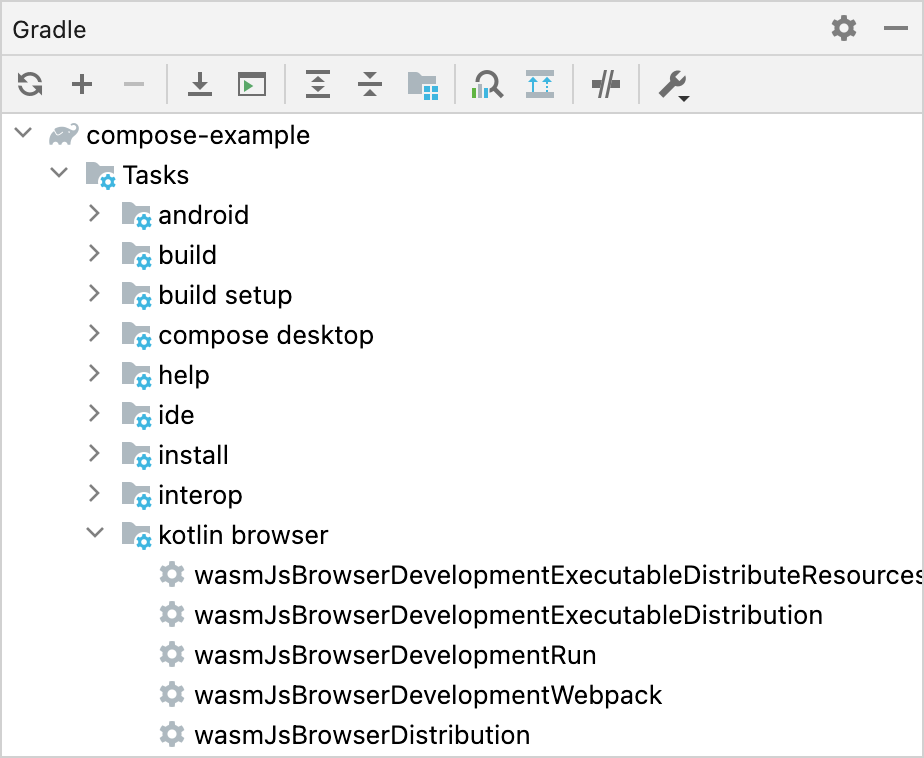 Gradle
compose-example
Tasks
android
build
build setup
compose desktop
help
ide
install
interop
kotlin browser
wasmJsBrowserDevelopmentExecutableDistributeResources
wasmJsBrowserDevelopmentExecutableDistribution
wasmJsBrowserDevelopmentRun
wasmJsBrowserDevelopmentWebpack
wasmJsBrowserDistribution